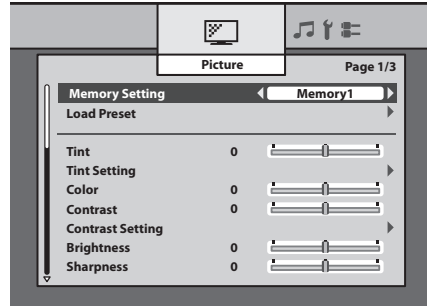 Picture
Page 1/3
Memory Setting Memory1
Load Preset
Tint 0
Tint Setting
Color 0
Contrast 0
Contrast Setting
Brightness 0
Sharpness 0